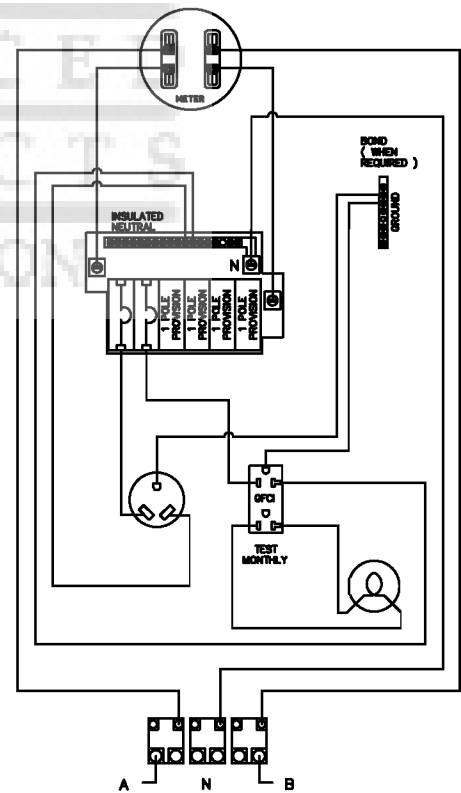 C E D
C T S
O N
METER
BOND
( WHEN
REQUIRED )
GROUND
INSULATED
NEUTRAL
N
1 POLE
PROVISION
1 POLE
PROVISION
1 POLE
PROVISION
1 POLE
PROVISION
GFCI
TEST
MONTHLY
A
N
B